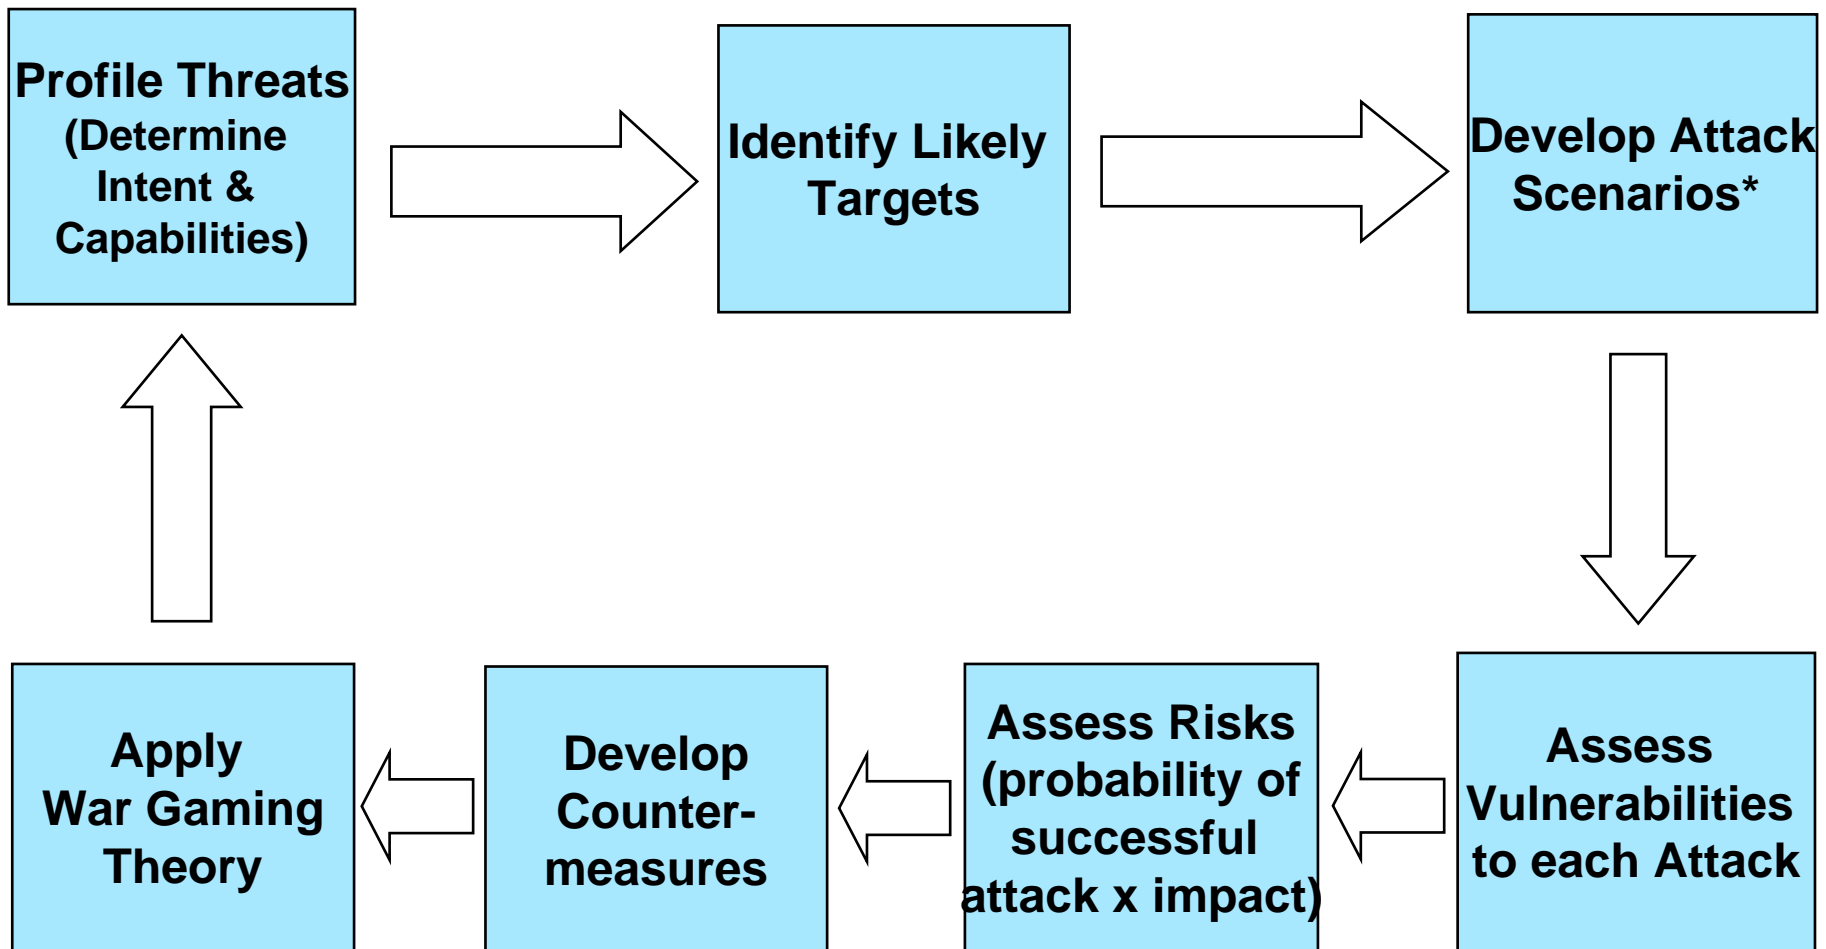 Profile Threats
(Determine
Intent &
Capabilities)
Identify Likely
Targets
Develop Attack
Scenarios*
Apply
War Gaming
Theory
Develop
Counter-
measures
Assess Risks
(probability of
successful
attack x impact)
Assess
Vulnerabilities
to each Attack